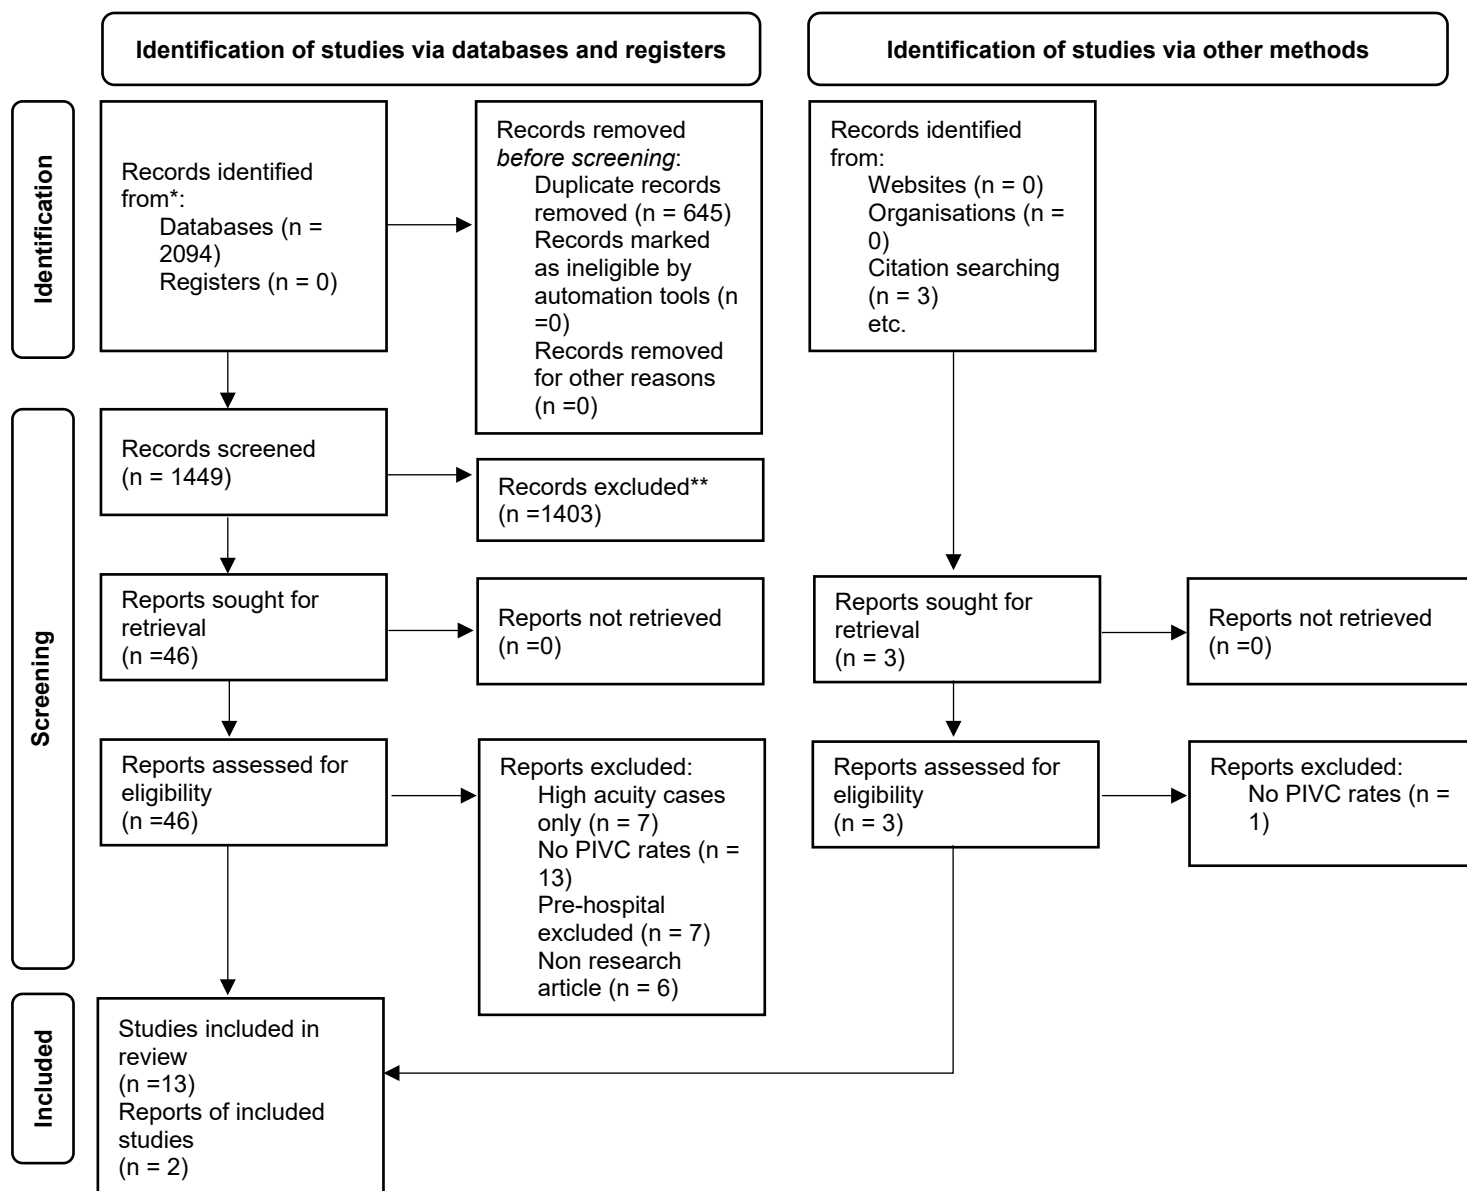 Identification of studies via databases and registers
Identification of studies via other methods
Identification
Records identified
from*:
Databases (n =
2094)
Registers (n = 0)
Records removed
before screening:
Duplicate records
removed (n = 645)
Records marked
as ineligible by
automation tools (n
=0)
Records removed
for other reasons
(n =0)
Records identified
from:
Websites (n = 0)
Organisations (n =
0)
Citation searching
(n = 3)
etc.
Screening
Records screened
(n = 1449)
Records excluded**
(n =1403)
Reports sought for
retrieval
(n =46)
Reports not retrieved
(n =0)
Reports sought for
retrieval
(n = 3)
Reports not retrieved
(n =0)
Reports assessed for
eligibility
(n =46)
Reports excluded:
High acuity cases
only (n = 7)
No PIVC rates (n =
13)
Pre-hospital
excluded (n = 7)
Non research
article (n = 6)
Reports assessed for
eligibility
(n = 3)
Reports excluded:
No PIVC rates (n =
1)
Included
Studies included in
review
(n =13)
Reports of included
studies
(n = 2)